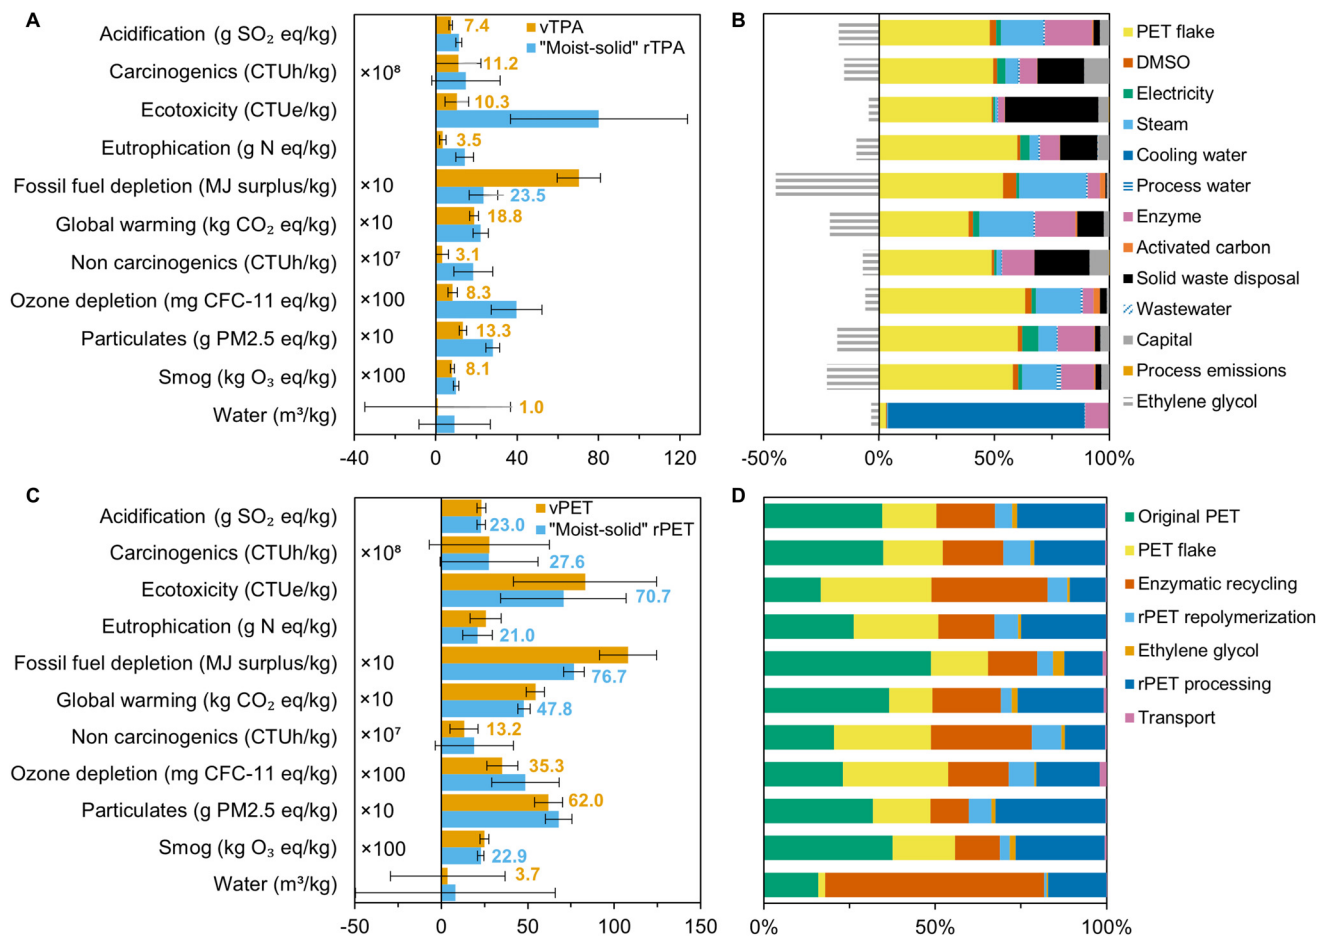 A
vTPA
"Moist-solid" rTPA
Acidification (g SO₂ eq/kg)
7.4
Carcinogenics (CTUh/kg)
×10⁸
11.2
Ecotoxicity (CTUe/kg)
10.3
Eutrophication (g N eq/kg)
3.5
Fossil fuel depletion (MJ surplus/kg)
×10
23.5
Global warming (kg CO₂ eq/kg)
×10
18.8
Non carcinogenics (CTUh/kg)
×10⁷
3.1
Ozone depletion (mg CFC-11 eq/kg)
×100
8.3
Particulates (g PM2.5 eq/kg)
×10
13.3
Smog (kg O₃ eq/kg)
×100
8.1
Water (m³/kg)
1.0
-40 0 40 80 120
B
PET flake
DMSO
Electricity
Steam
Cooling water
Process water
Enzyme
Activated carbon
Solid waste disposal
Wastewater
Capital
Process emissions
Ethylene glycol
-50% 0% 50% 100%
C
vPET
"Moist-solid" rPET
Acidification (g SO₂ eq/kg)
23.0
Carcinogenics (CTUh/kg)
×10⁸
27.6
Ecotoxicity (CTUe/kg)
70.7
Eutrophication (g N eq/kg)
21.0
Fossil fuel depletion (MJ surplus/kg)
×10
76.7
Global warming (kg CO₂ eq/kg)
×10
47.8
Non carcinogenics (CTUh/kg)
×10⁷
13.2
Ozone depletion (mg CFC-11 eq/kg)
×100
35.3
Particulates (g PM2.5 eq/kg)
×10
62.0
Smog (kg O₃ eq/kg)
×100
22.9
Water (m³/kg)
3.7
-50 0 50 100 150
D
Original PET
PET flake
Enzymatic recycling
rPET repolymerization
Ethylene glycol
rPET processing
Transport
0% 50% 100%